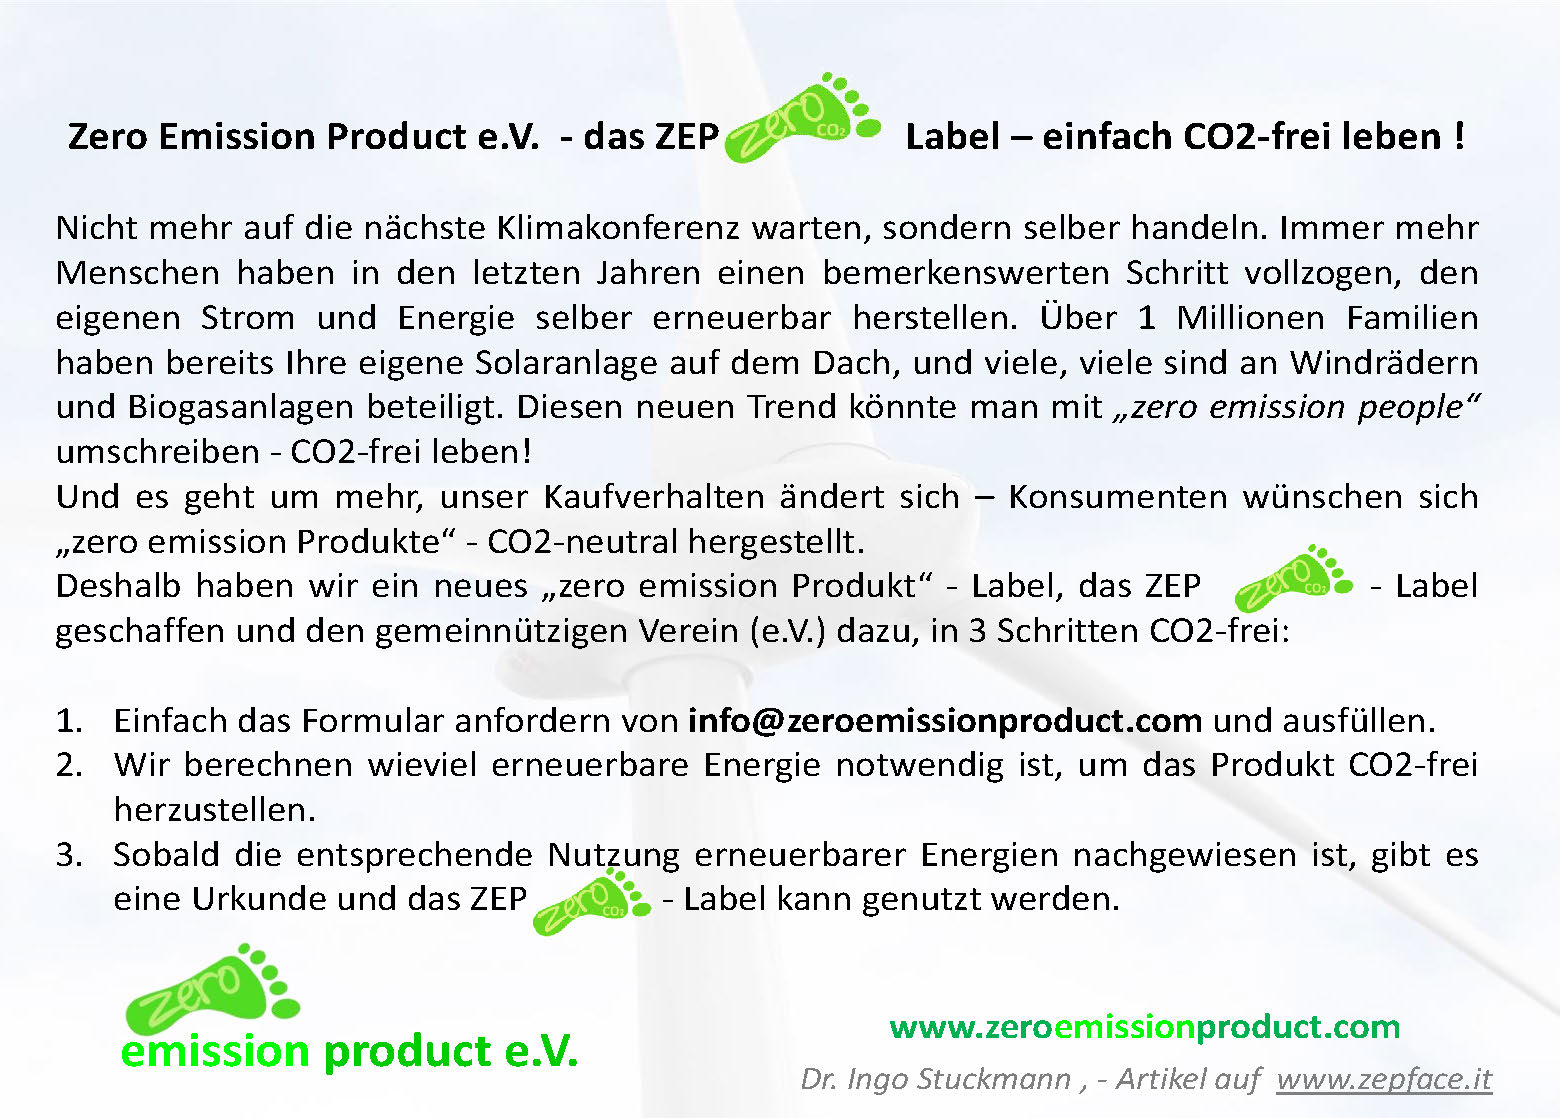 Zero Emission Product e.V. - das ZEP zero CO2 Label – einfach CO2-frei leben !
Nicht mehr auf die nächste Klimakonferenz warten, sondern selber handeln. Immer mehr
Menschen haben in den letzten Jahren einen bemerkenswerten Schritt vollzogen, den
eigenen Strom und Energie selber erneuerbar herstellen. Über 1 Millionen Familien
haben bereits Ihre eigene Solaranlage auf dem Dach, und viele, viele sind an Windrädern
und Biogasanlagen beteiligt. Diesen neuen Trend könnte man mit „zero emission people“
umschreiben - CO2-frei leben!
Und es geht um mehr, unser Kaufverhalten ändert sich – Konsumenten wünschen sich
„zero emission Produkte“ - CO2-neutral hergestellt.
Deshalb haben wir ein neues „zero emission Produkt“ - Label, das ZEP zero CO2 - Label
geschaffen und den gemeinnützigen Verein (e.V.) dazu, in 3 Schritten CO2-frei:
1. Einfach das Formular anfordern von info@zeroemissionproduct.com und ausfüllen.
2. Wir berechnen wieviel erneuerbare Energie notwendig ist, um das Produkt CO2-frei
herzustellen.
3. Sobald die entsprechende Nutzung erneuerbarer Energien nachgewiesen ist, gibt es
eine Urkunde und das ZEP zero CO2 - Label kann genutzt werden.
zero
emission product e.V.
www.zeroemissionproduct.com
Dr. Ingo Stuckmann , - Artikel auf www.zepface.it